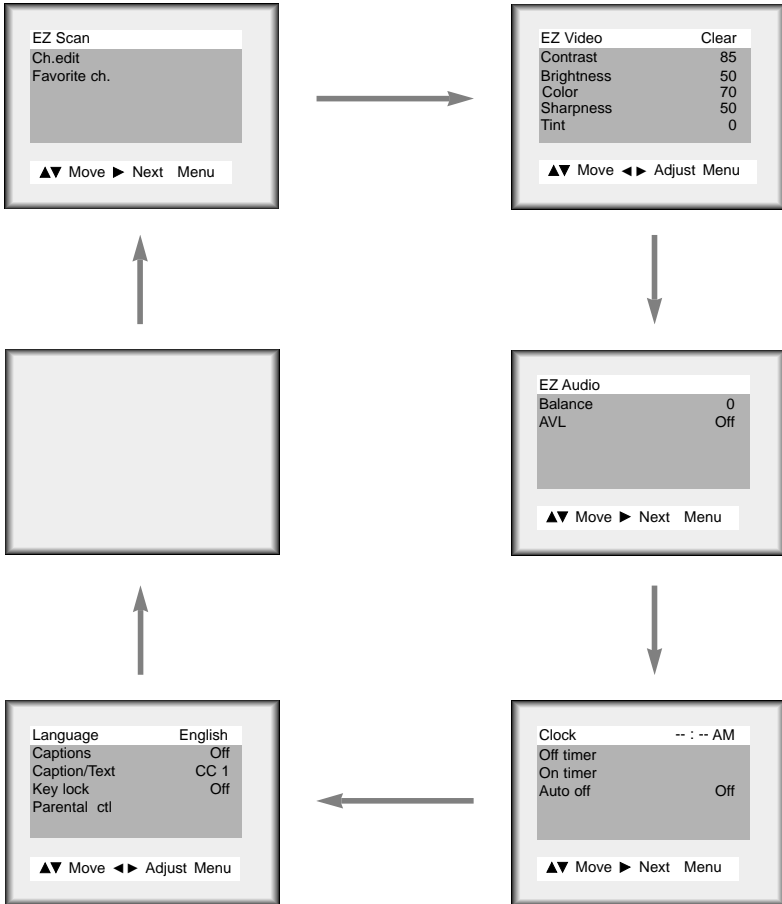 EZ Scan
Ch.edit
Favorite ch.
▲▼ Move ► Next Menu
EZ Video Clear
Contrast 85
Brightness 50
Color 70
Sharpness 50
Tint 0
▲▼ Move ◄► Adjust Menu
EZ Audio
Balance 0
AVL Off
▲▼ Move ► Next Menu
Clock -- : -- AM
Off timer
On timer
Auto off Off
▲▼ Move ► Next Menu
Language English
Captions Off
Caption/Text CC 1
Key lock Off
Parental ctl
▲▼ Move ◄► Adjust Menu